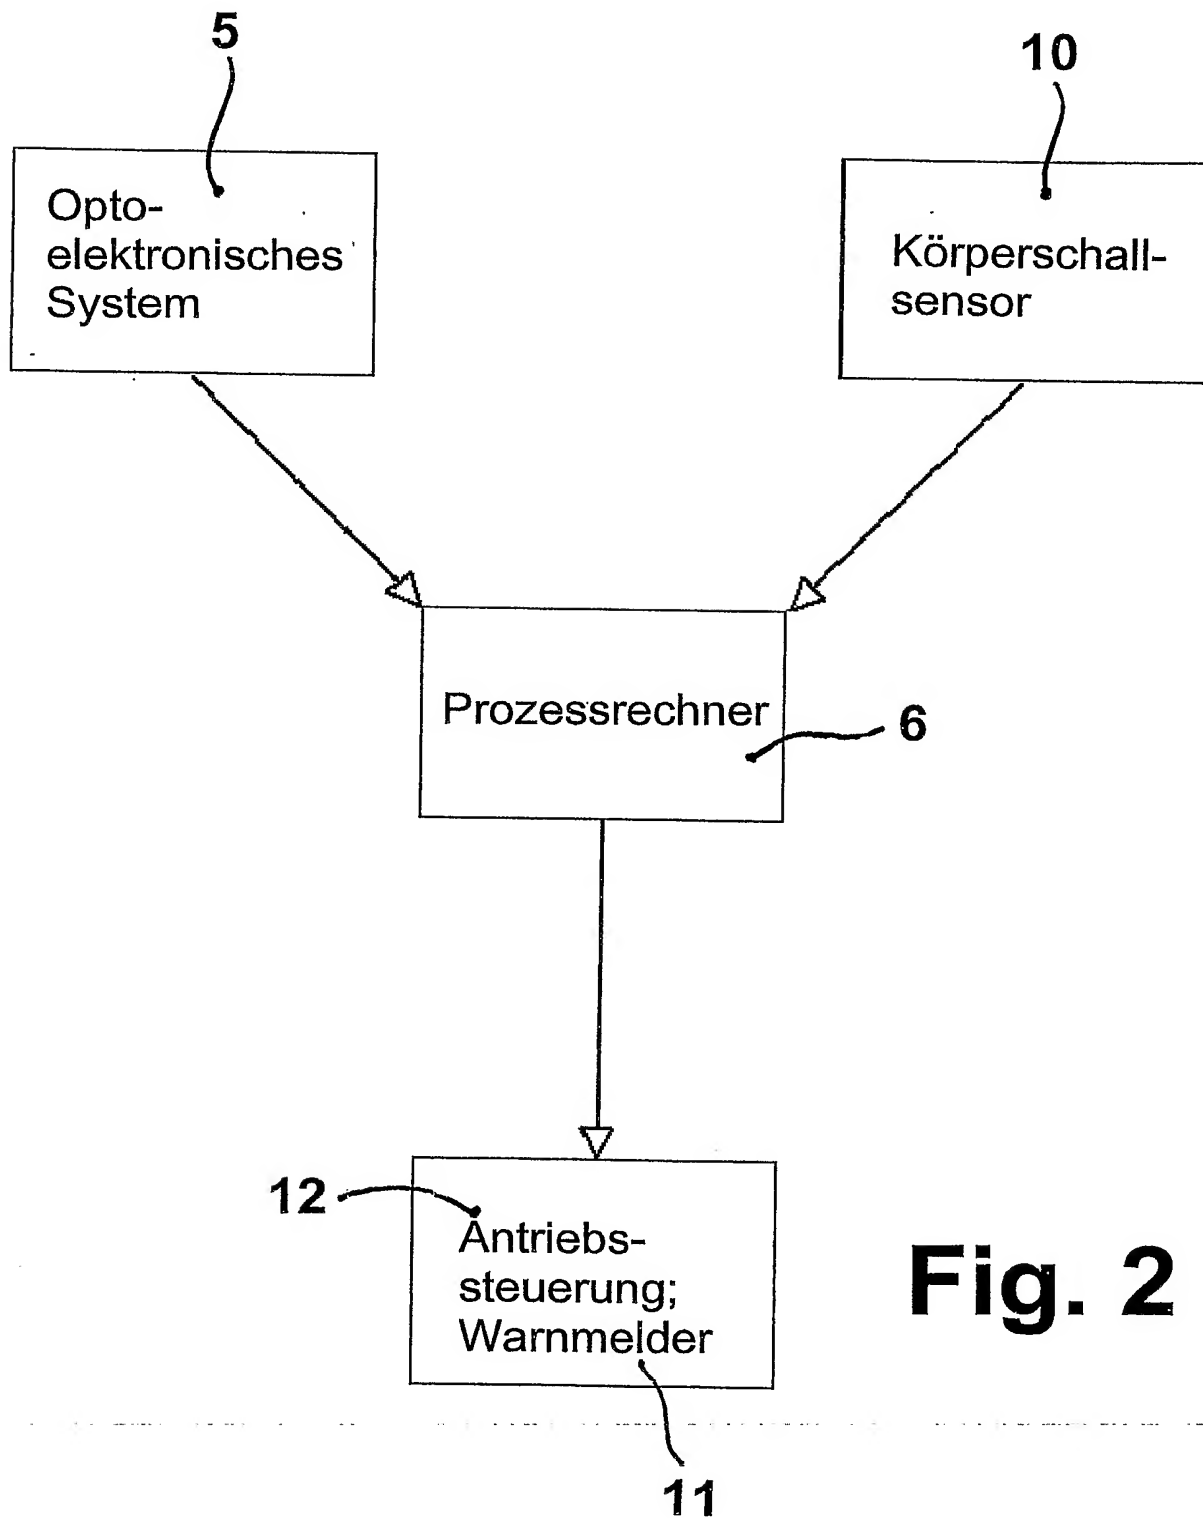 5
10
Opto-
elektronisches
System
Körperschall-
sensor
Prozessrechner
6
12
Antriebs-
steuerung;
Warnmelder
Fig. 2
11